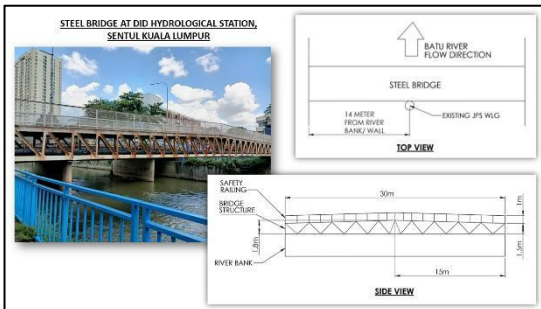 STEEL BRIDGE AT DID HYDROLOGICAL STATION,
SENTUL KUALA LUMPUR
BATU RIVER
FLOW DIRECTION
STEEL BRIDGE
14 METER
FROM RIVER
BANK/ WALL
EXISTING JPS WLG
TOP VIEW
SAFETY
RAILING
BRIDGE
STRUCTURE
RIVER BANK
30m
1m
1.8m
1.5m
15m
SIDE VIEW